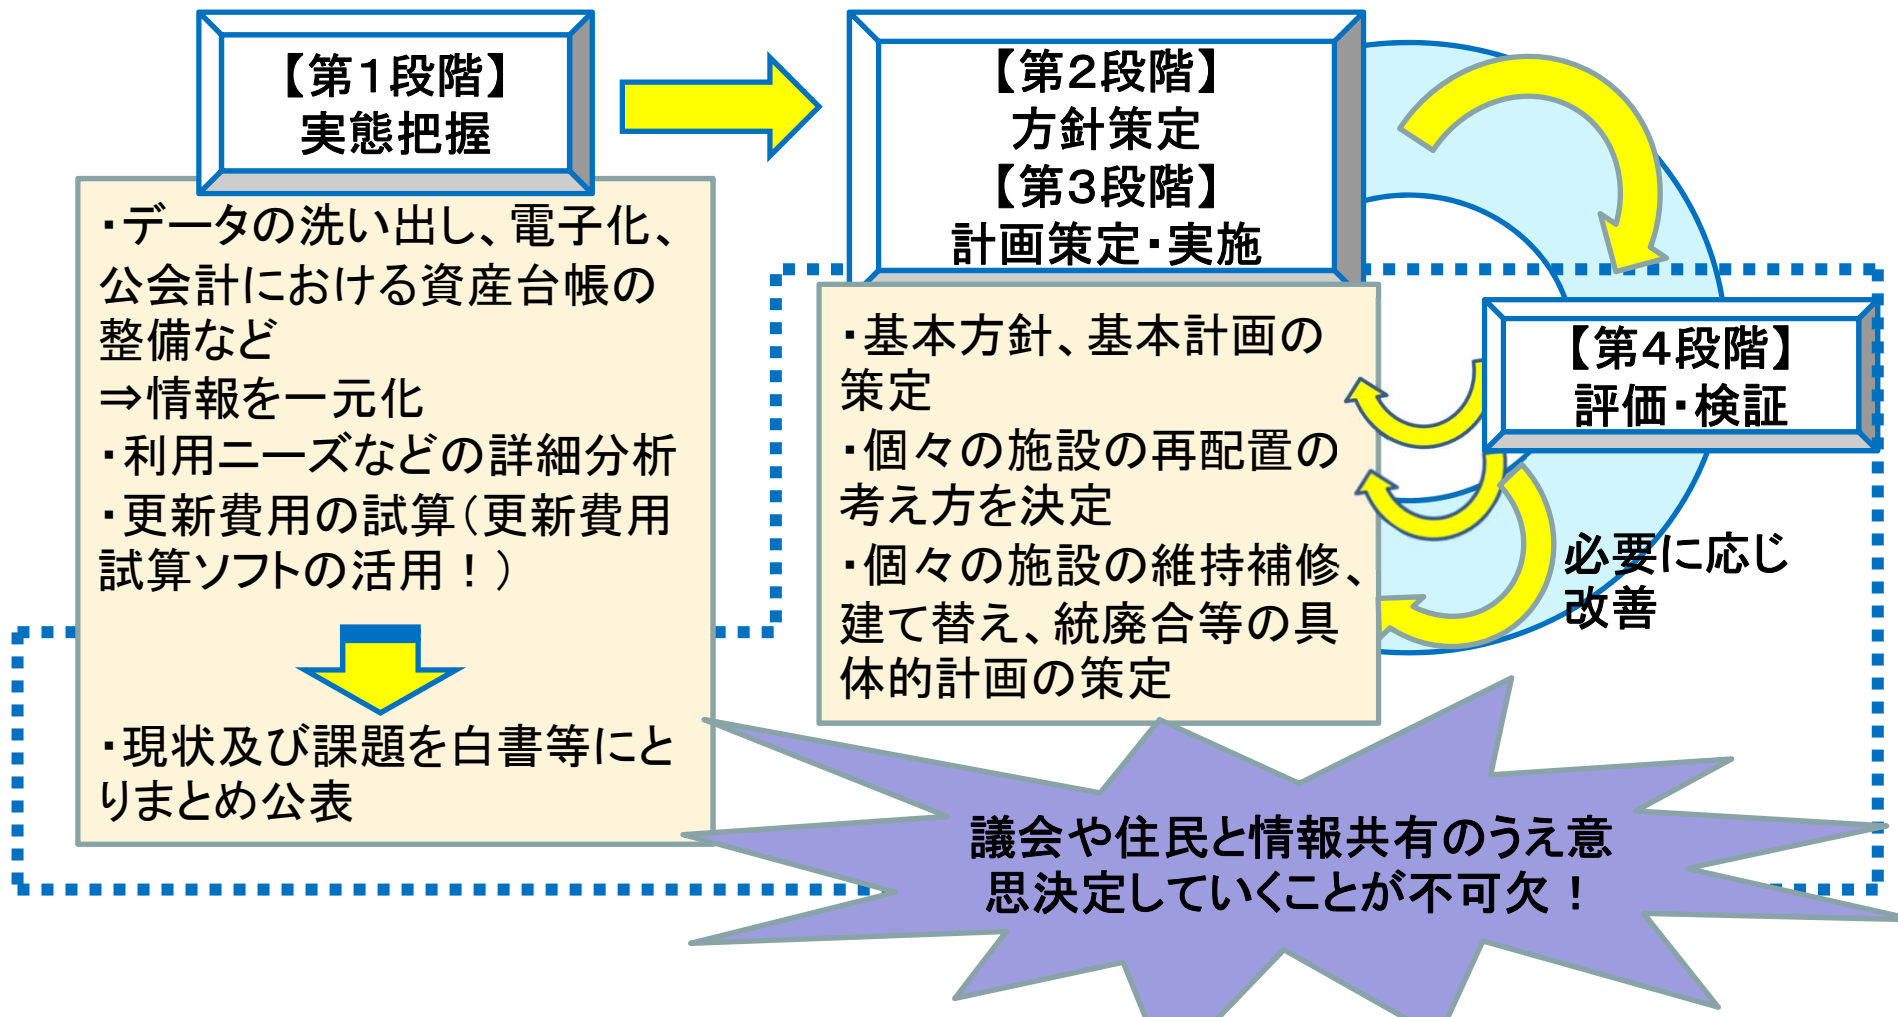 【第1段階】
実態把握
・データの洗い出し、電子化、
公会計における資産台帳の
整備など
⇒情報を一元化
・利用ニーズなどの詳細分析
・更新費用の試算（更新費用
試算ソフトの活用！）
・現状及び課題を白書等にと
りまとめ公表
【第2段階】
方針策定
【第3段階】
計画策定・実施
・基本方針、基本計画の
策定
・個々の施設の再配置の
考え方を決定
・個々の施設の維持補修、
建て替え、統廃合等の具
体的計画の策定
【第4段階】
評価・検証
必要に応じ
改善
議会や住民と情報共有のうえ意
思決定していくことが不可欠！